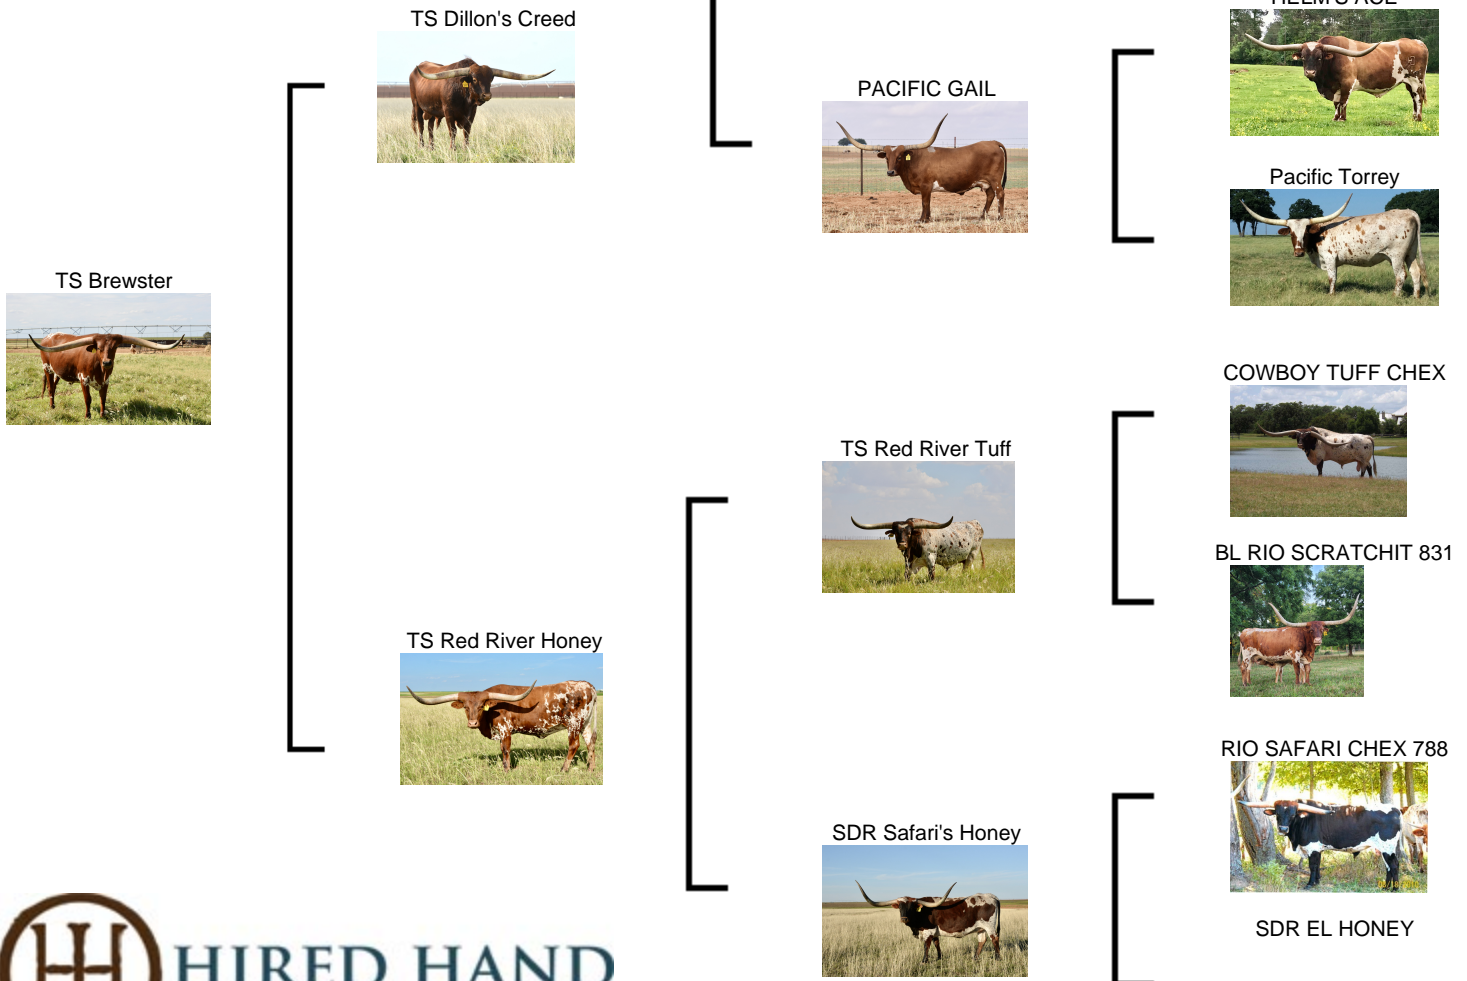 TS Dillon's Creed
PACIFIC GAIL
Pacific Torrey
TS Brewster
COWBOY TUFF CHEX
TS Red River Tuff
BL RIO SCRATCHIT 831
TS Red River Honey
RIO SAFARI CHEX 788
SDR Safari's Honey
SDR EL HONEY
HIRED HAND